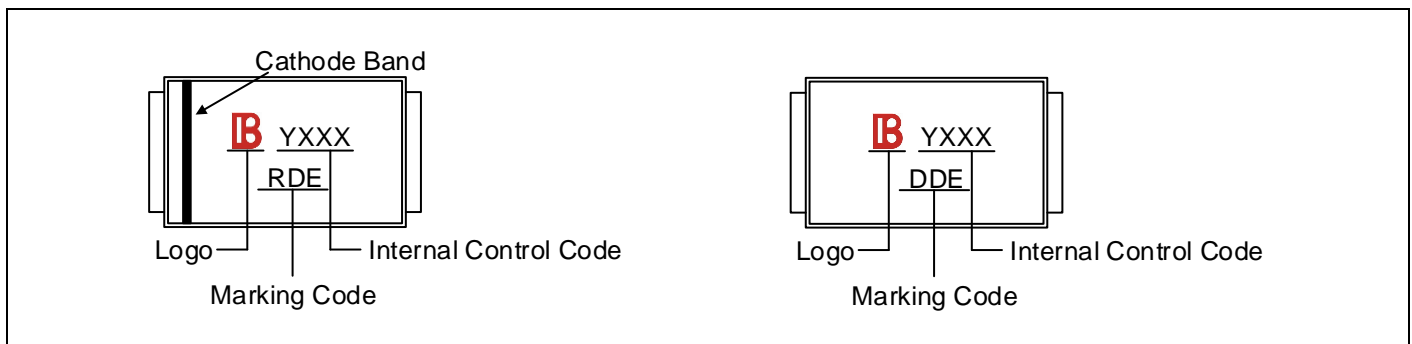 Cathode Band
B YXXX
RDE
Logo
Internal Control Code
Marking Code
B YXXX
DDE
Logo
Internal Control Code
Marking Code